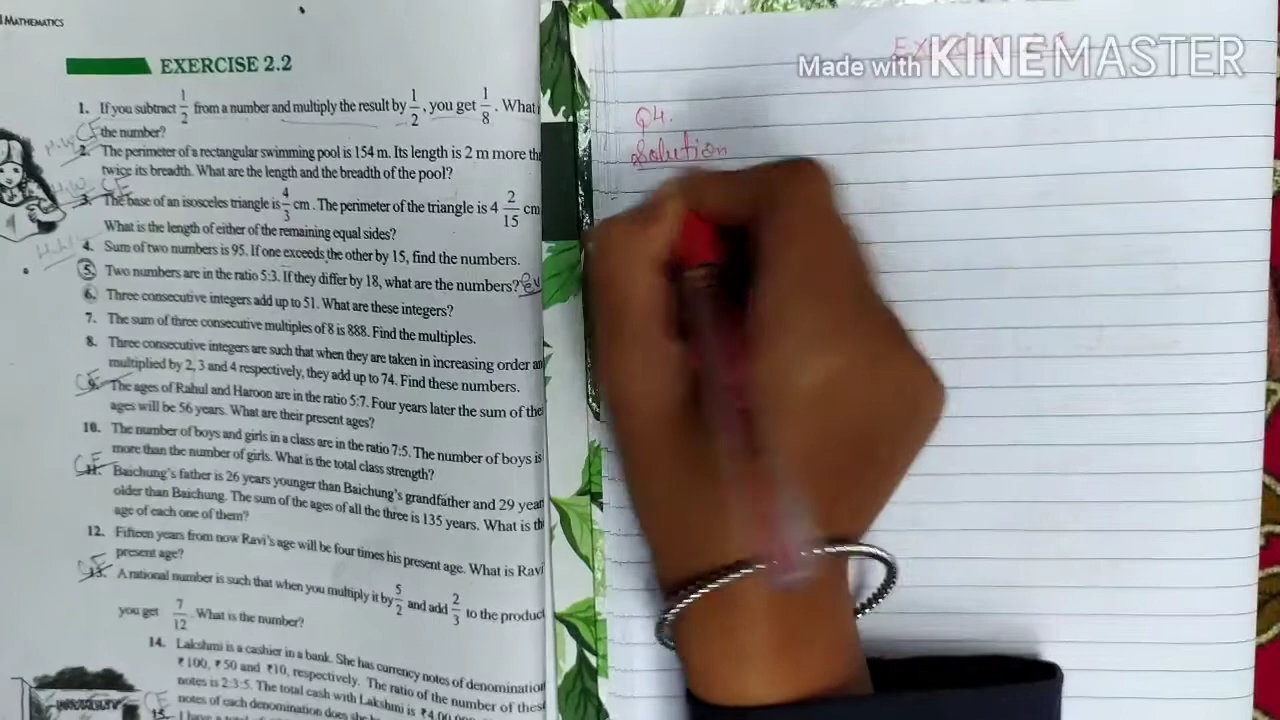 MATHEMATICS
EXERCISE 2.2
1. If you subtract 1/2 from a number and multiply the result by 1/2, you get 1/8. What
the number?
2. The perimeter of a rectangular swimming pool is 154 m. Its length is 2 m more th
twice its breadth. What are the length and the breadth of the pool?
3. The base of an isosceles triangle is 4/3 cm. The perimeter of the triangle is 4 2/15 cm
What is the length of either of the remaining equal sides?
4. Sum of two numbers is 95. If one exceeds the other by 15, find the numbers.
5. Two numbers are in the ratio 5:3. If they differ by 18, what are the numbers?
6. Three consecutive integers add up to 51. What are these integers?
7. The sum of three consecutive multiples of 8 is 888. Find the multiples.
8. Three consecutive integers are such that when they are taken in increasing order an
multiplied by 2, 3 and 4 respectively, they add up to 74. Find these numbers.
9. The ages of Rahul and Haroon are in the ratio 5:7. Four years later the sum of the
ages will be 56 years. What are their present ages?
10. The number of boys and girls in a class are in the ratio 7:5. The number of boys is
more than the number of girls. What is the total class strength?
11. Baichung's father is 26 years younger than Baichung's grandfather and 29 year
older than Baichung. The sum of the ages of all the three is 135 years. What is th
age of each one of them?
12. Fifteen years from now Ravi's age will be four times his present age. What is Ravi
present age?
13. A rational number is such that when you multiply it by 5/2 and add 2/3 to the product
you get 7/12. What is the number?
14. Lakshmi is a cashier in a bank. She has currency notes of denomination
₹100, ₹50 and ₹10, respectively. The ratio of the number of thes
notes is 2:3:5. The total cash with Lakshmi is ₹4,00,00
notes of each denomination does she
15. I have a total of
Made with KINEMASTER
Q4.
Solution